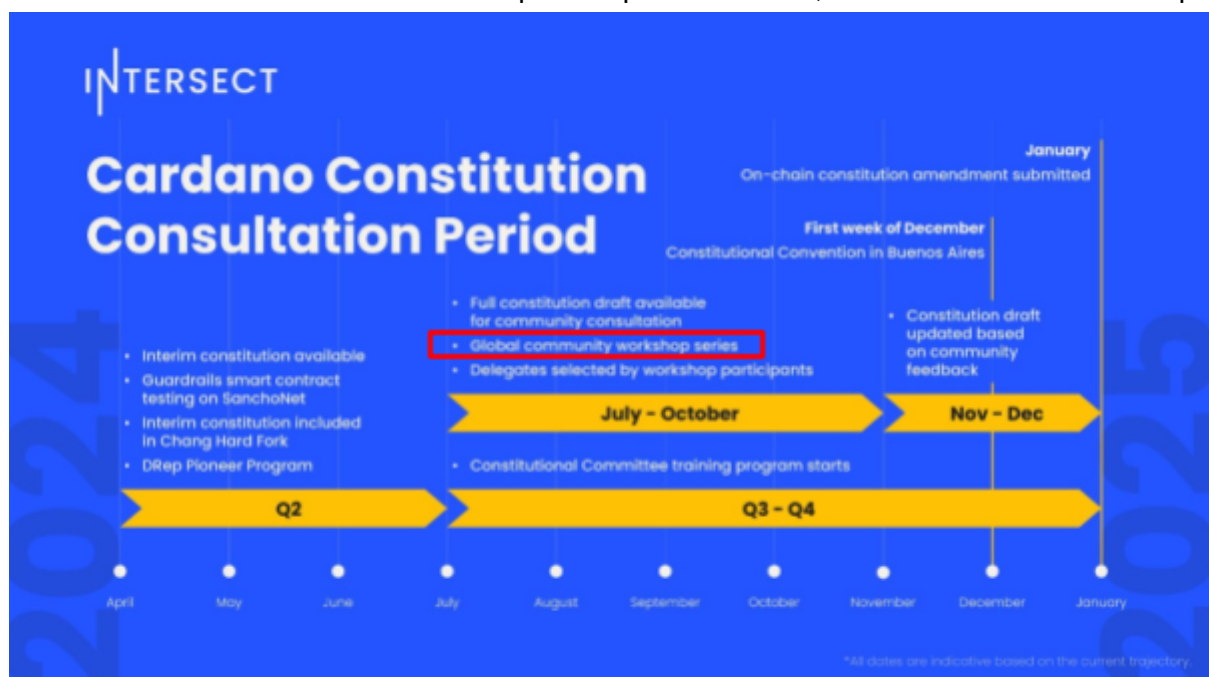 INTERSECT
Cardano Constitution
Consultation Period
January
On-chain constitution amendment submitted
First week of December
Constitutional Convention in Buenos Aires
• Full constitution draft available
for community consultation
• Global community workshop series
• Delegates selected by workshop participants
• Constitution draft
updated based
on community
feedback
• Interim constitution available
• Guardrails smart contract
testing on SanchoNet
• Interim constitution included
in Chang Hard Fork
• DRep Pioneer Program
July - October
Nov - Dec
• Constitutional Committee training program starts
Q2
Q3 - Q4
April May June July August September October November December January
2024
2025
*All dates are indicative based on the current trajectory.